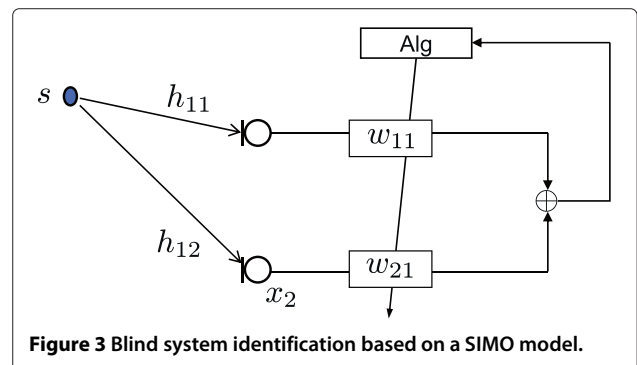 Alg
s
h11
w11
h12
w21
x2
Figure 3 Blind system identification based on a SIMO model.